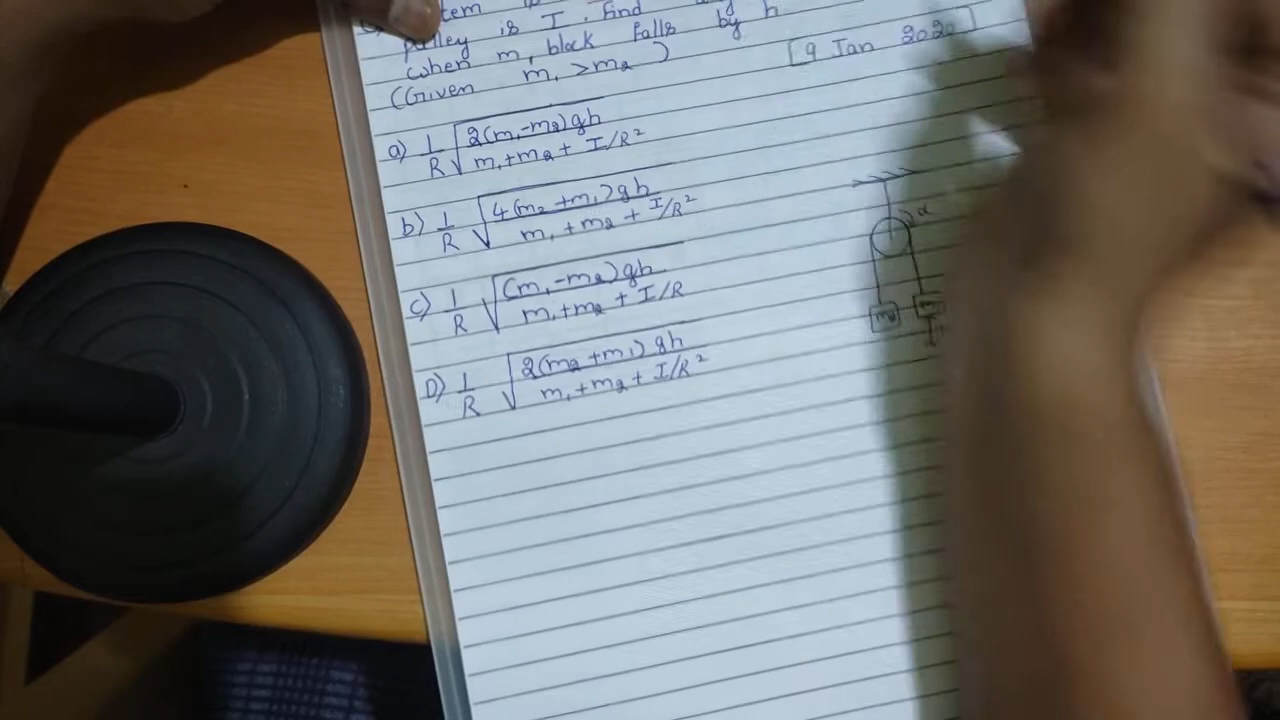 pulley is I. Find
when m₁ block falls by h
(Given m₁ > m₂ )
[9 Jan 2020]
a) 1/R √(2(m₁-m₂)gh / m₁+m₂+ I/R²)
b) 1/R √(4(m₂+m₁)gh / m₁+m₂ + I/R²)
c) 1/R √((m₁-m₂)gh / m₁+m₂ + I/R)
D) 1/R √(2(m₂+m₁)gh / m₁+m₂+ I/R²)
m₂